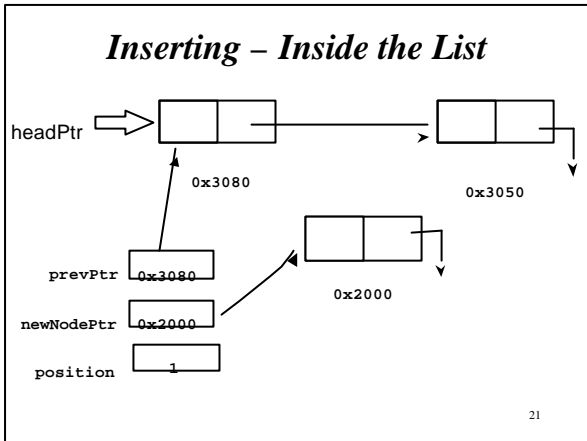 Inserting – Inside the List
headPtr
0x3080
0x3050
0x2000
prevPtr 0x3080
newNodePtr 0x2000
position 1
21